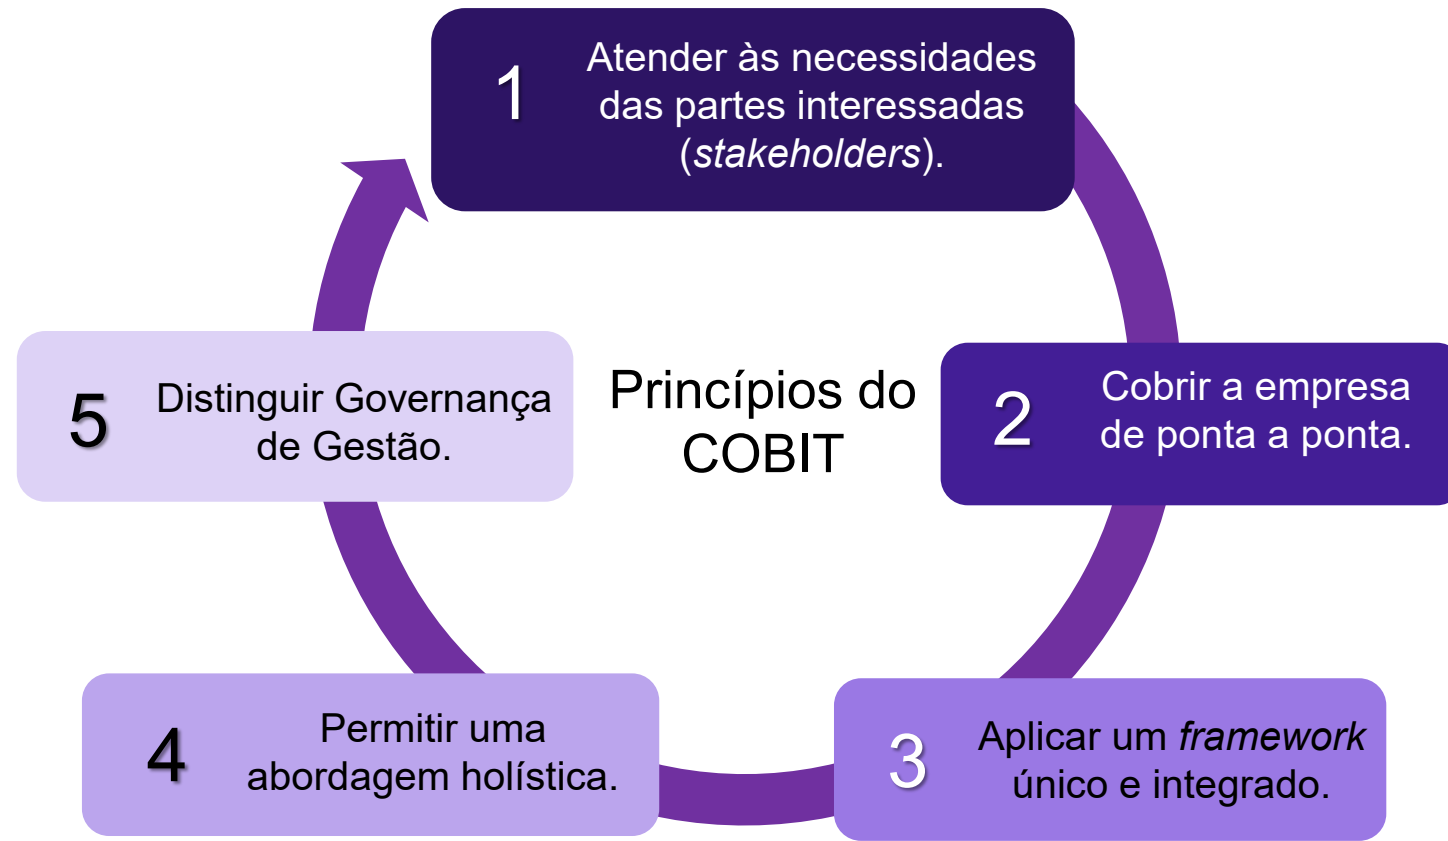 1
Atender às necessidades
das partes interessadas
(stakeholders).
Princípios do
COBIT
2
Cobrir a empresa
de ponta a ponta.
3
Aplicar um framework
único e integrado.
4
Permitir uma
abordagem holística.
5
Distinguir Governança
de Gestão.